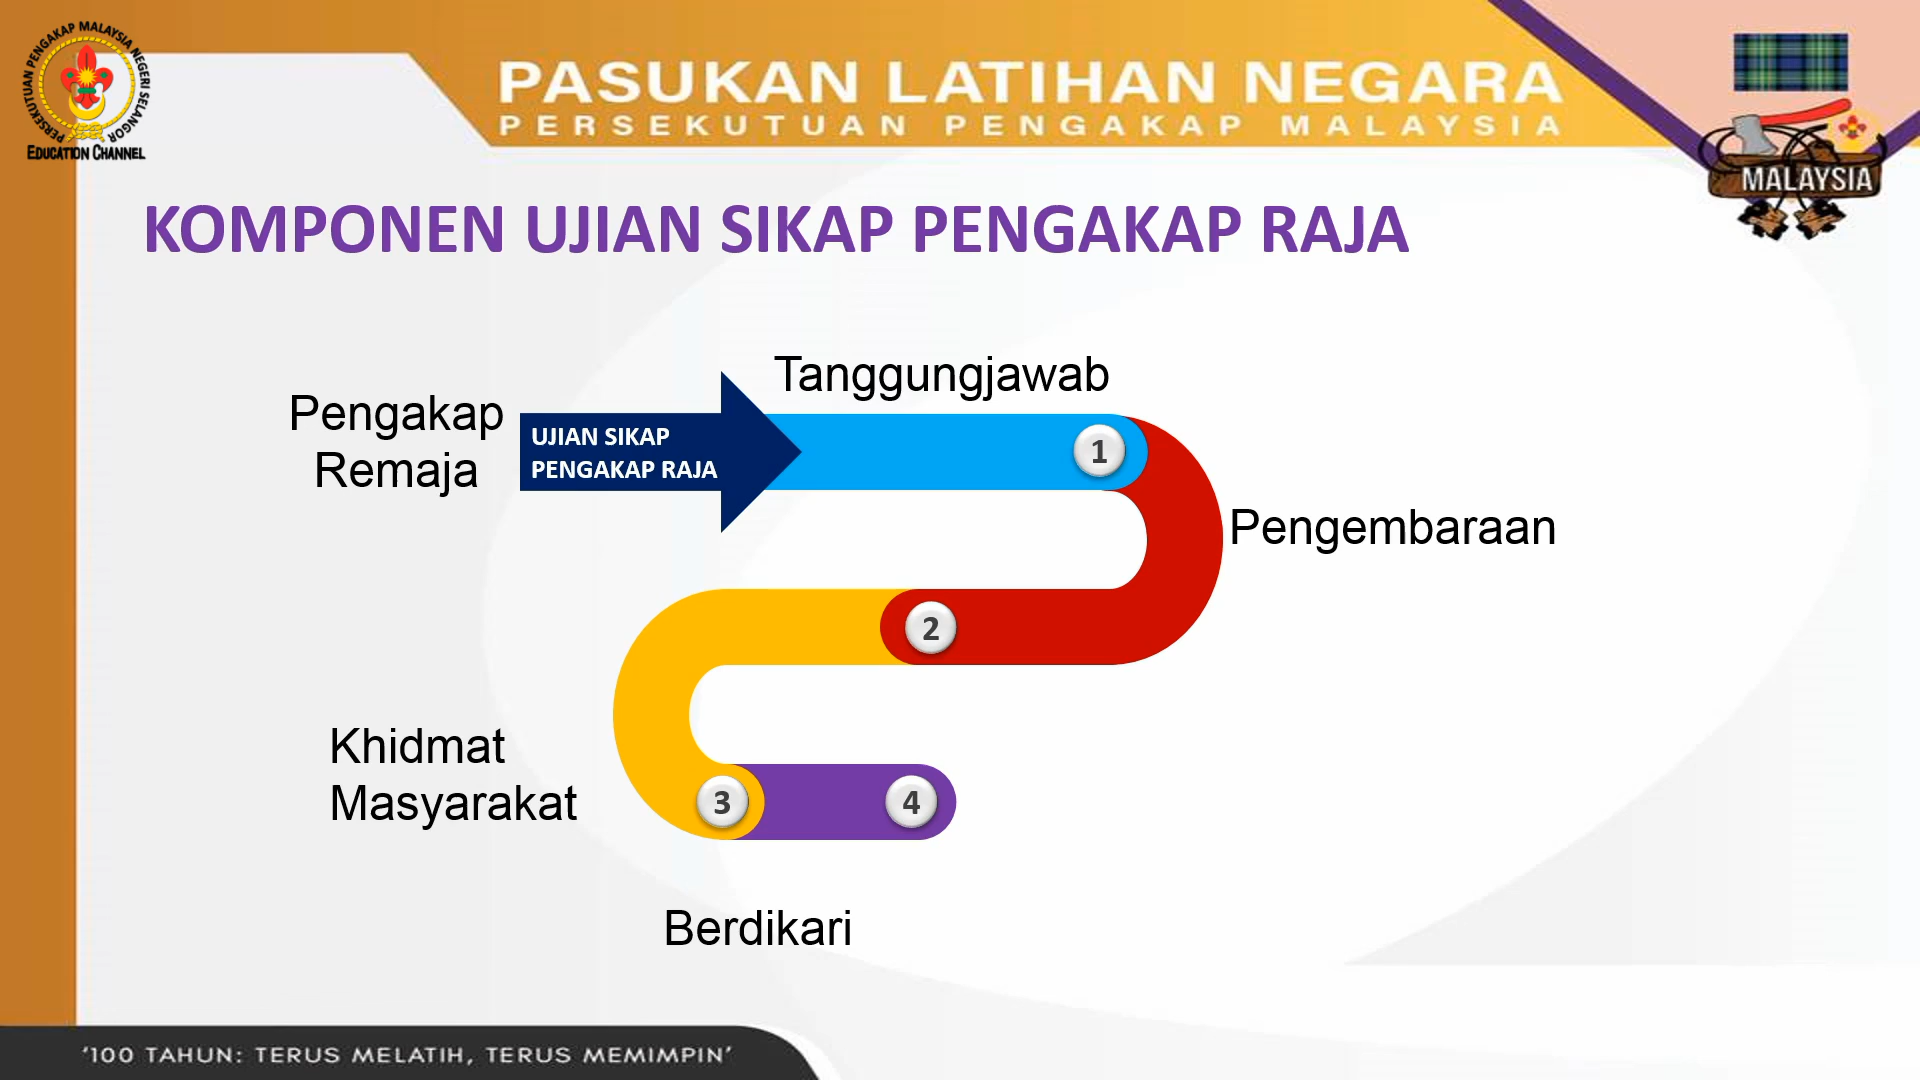 PERSEKUTUAN PENGAKAP MALAYSIA NEGERI SELANGOR
EDUCATION CHANNEL
PASUKAN LATIHAN NEGARA
PERSEKUTUAN PENGAKAP MALAYSIA
MALAYSIA
KOMPONEN UJIAN SIKAP PENGAKAP RAJA
Pengakap
Remaja
UJIAN SIKAP
PENGAKAP RAJA
Tanggungjawab
1
Pengembaraan
2
Khidmat
Masyarakat
3
4
Berdikari
‘100 TAHUN: TERUS MELATIH, TERUS MEMIMPIN’